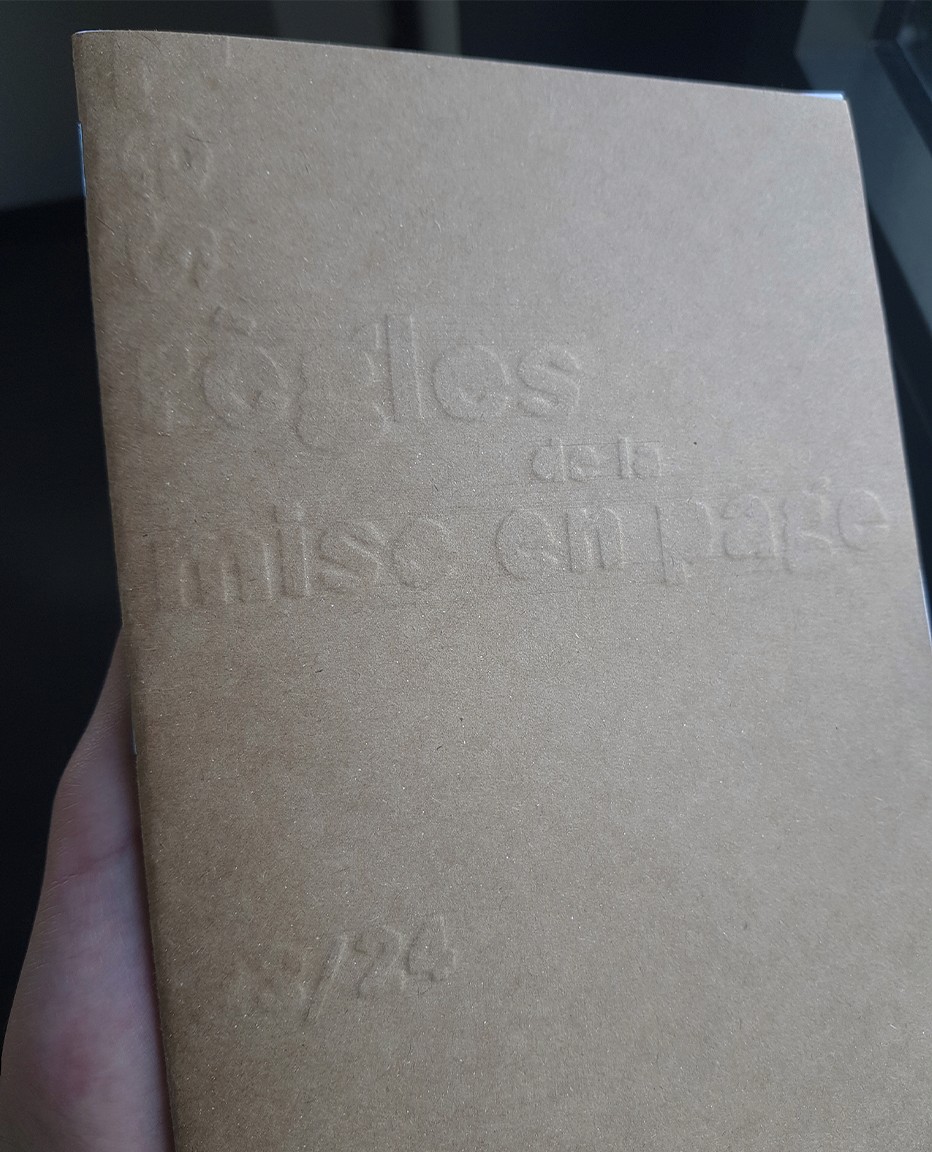 règles
de la
mise en page